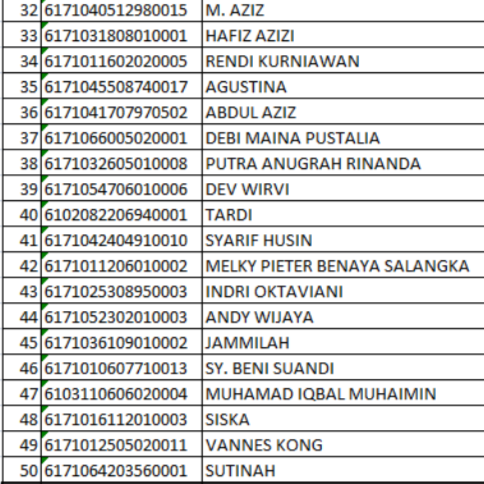 32 6171040512980015 M. AZIZ
33 6171031808010001 HAFIZ AZIZI
34 6171011602020005 RENDI KURNIAWAN
35 6171045508740017 AGUSTINA
36 6171041707970502 ABDUL AZIZ
37 6171066005020001 DEBI MAINA PUSTALIA
38 6171032605010008 PUTRA ANUGRAH RINANDA
39 6171054706010006 DEV WIRVI
40 6102082206940001 TARDI
41 6171042404910010 SYARIF HUSIN
42 6171011206010002 MELKY PIETER BENAYA SALANGKA
43 6171025308950003 INDRI OKTAVIANI
44 6171052302010003 ANDY WIJAYA
45 6171036109010002 JAMMILAH
46 6171010607710013 SY. BENI SUANDI
47 6103110606020004 MUHAMAD IQBAL MUHAIMIN
48 6171016112010003 SISKA
49 6171012505020011 VANNES KONG
50 6171064203560001 SUTINAH